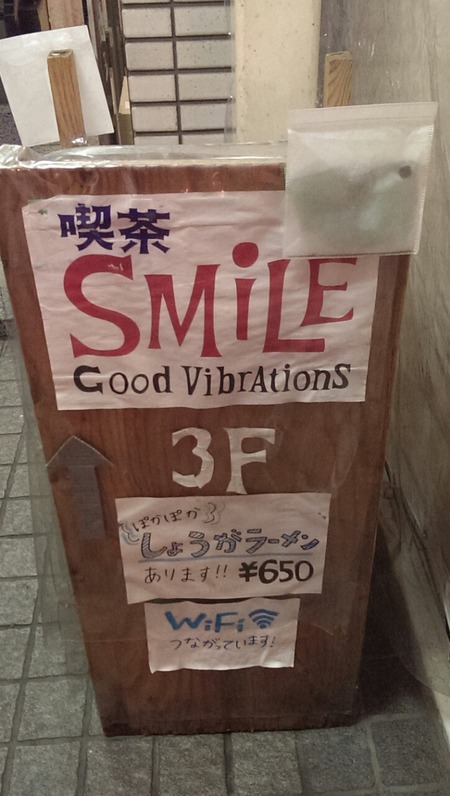 喫茶
SMiLE
Good VibrAtionS
3F
ぽかぽか
しょうがラーメン
あります!! ¥650
WiFi
つながっています!